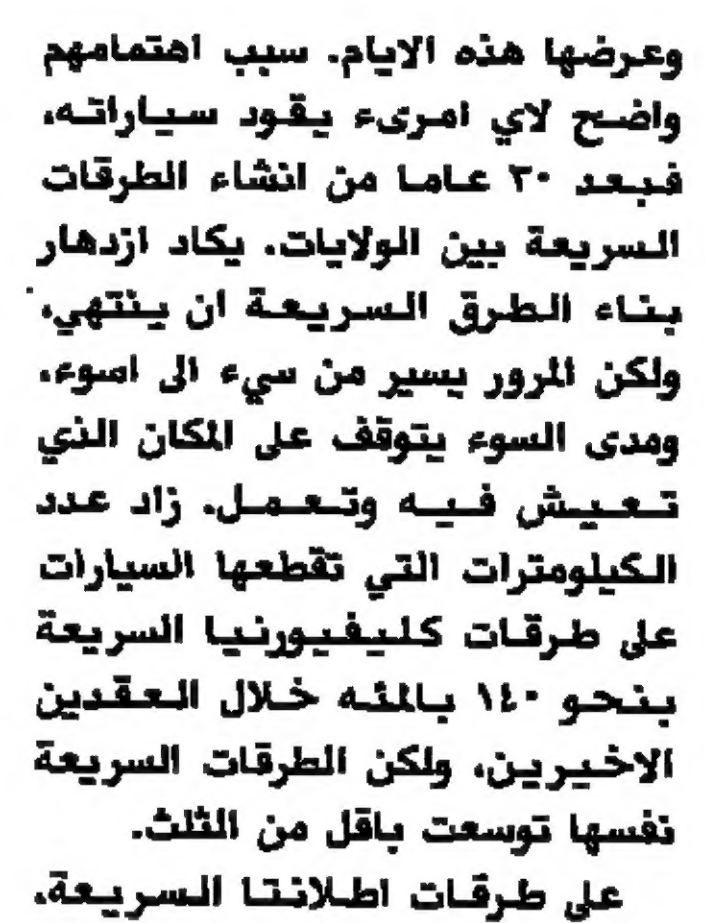 وعرضها هذه الايام. سبب اهتمامهم
واضح لاي امرىء يقود سياراته،
فبعد ٣٠ عاما من انشاء الطرقات
السريعة بين الولايات، يكاد ازدهار
بناء الطرق السريعة ان ينتهي،
ولكن المرور يسير من سيء الى اسوء،
ومدى السوء يتوقف على المكان الذي
تعيش فيه وتعمل. زاد عدد
الكيلومترات التي تقطعها السيارات
على طرقات كليفيورنيا السريعة
بنحو ١٤٠ بالمئه خلال العقدين
الاخيرين، ولكن الطرقات السريعة
نفسها توسعت باقل من الثلث.
على طرقات اطلانتا السريعة،